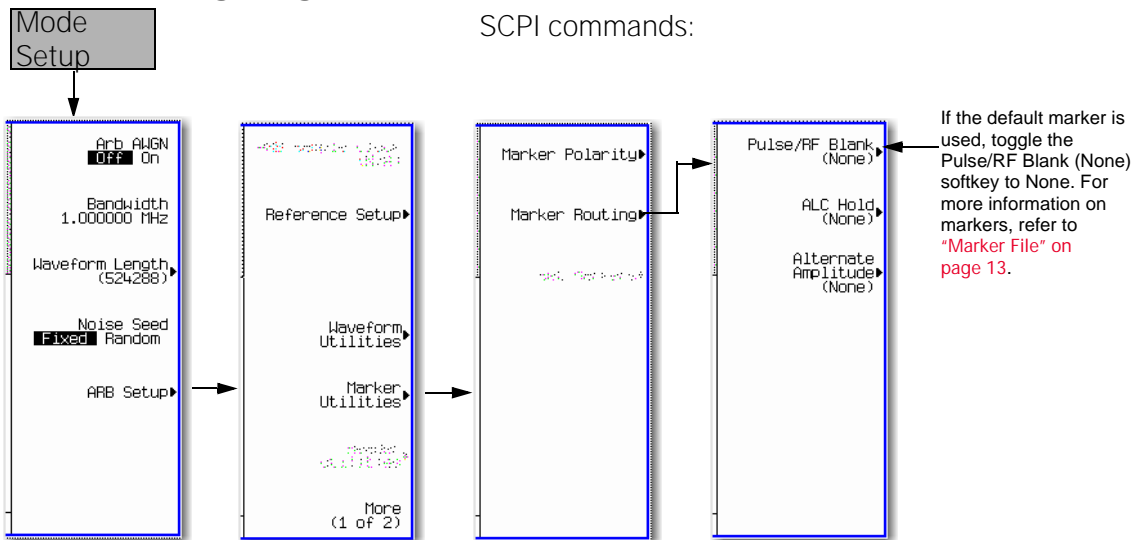 Mode
Setup
SCPI commands:
Arb AWGN
Off On
Bandwidth
1.000000 MHz
Waveform Length
(524288)
Noise Seed
Fixed Random
ARB Setup
Reference Setup
Waveform
Utilities
Marker
Utilities
More
(1 of 2)
Marker Polarity
Marker Routing
Pulse/RF Blank
(None)
ALC Hold
(None)
Alternate
Amplitude
(None)
If the default marker is
used, toggle the
Pulse/RF Blank (None)
softkey to None. For
more information on
markers, refer to
“Marker File” on
page 13.